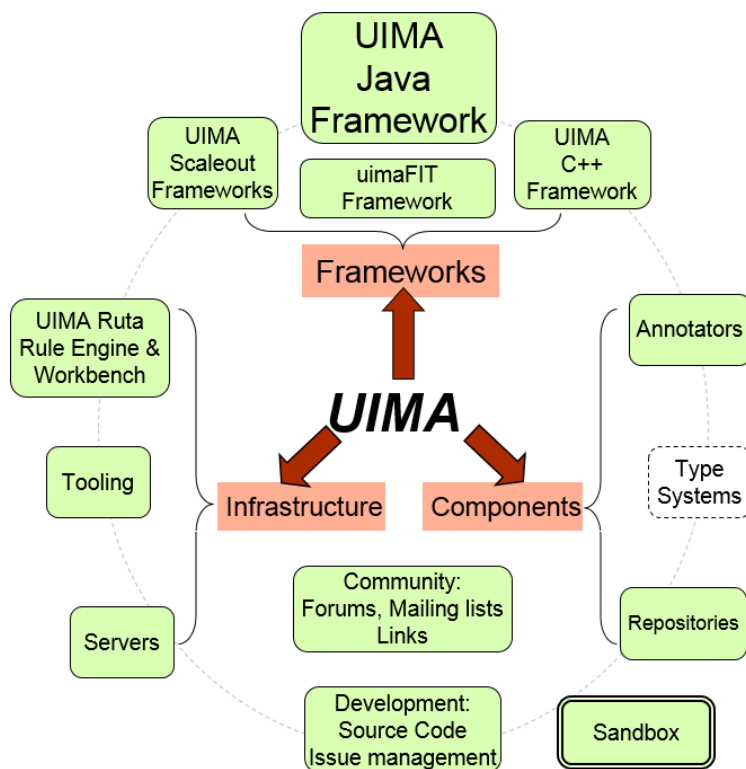 UIMA
Java
Framework
UIMA
Scaleout
Frameworks
uimaFIT
Framework
UIMA
C++
Framework
Frameworks
UIMA Ruta
Rule Engine &
Workbench
Annotators
UIMA
Tooling
Infrastructure
Components
Type
Systems
Community:
Forums, Mailing lists
Links
Servers
Repositories
Development:
Source Code
Issue management
Sandbox